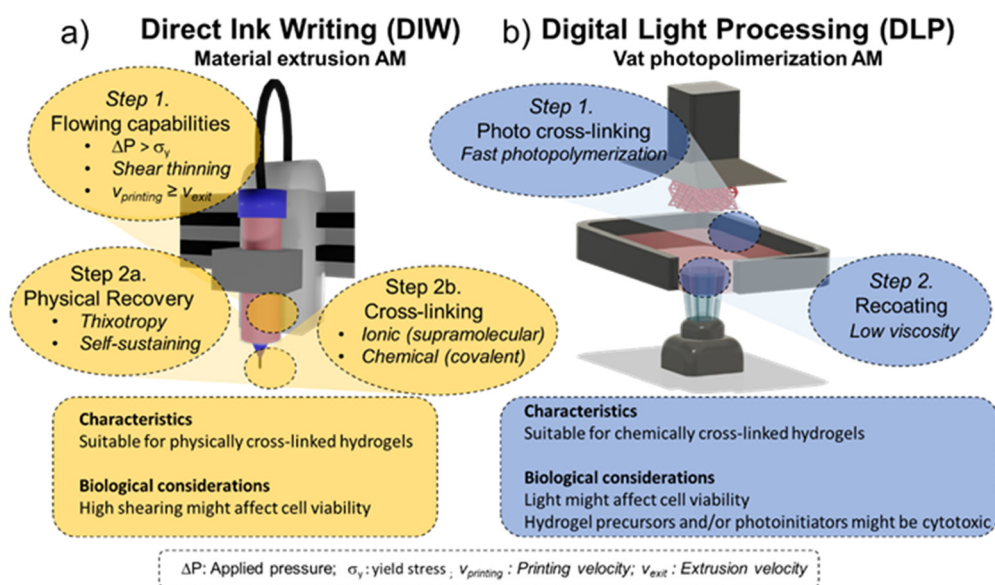 a) Direct Ink Writing (DIW)
Material extrusion AM
Step 1.
Flowing capabilities
• ΔP > σy
• Shear thinning
• vprinting ≥ vexit
Step 2a.
Physical Recovery
• Thixotropy
• Self-sustaining
Step 2b.
Cross-linking
• Ionic (supramolecular)
• Chemical (covalent)
Characteristics
Suitable for physically cross-linked hydrogels
Biological considerations
High shearing might affect cell viability
b) Digital Light Processing (DLP)
Vat photopolimerization AM
Step 1.
Photo cross-linking
Fast photopolymerization
Step 2.
Recoating
Low viscosity
Characteristics
Suitable for chemically cross-linked hydrogels
Biological considerations
Light might affect cell viability
Hydrogel precursors and/or photoinitiators might be cytotoxic
ΔP: Applied pressure; σy: yield stress; vprinting : Printing velocity; vexit : Extrusion velocity